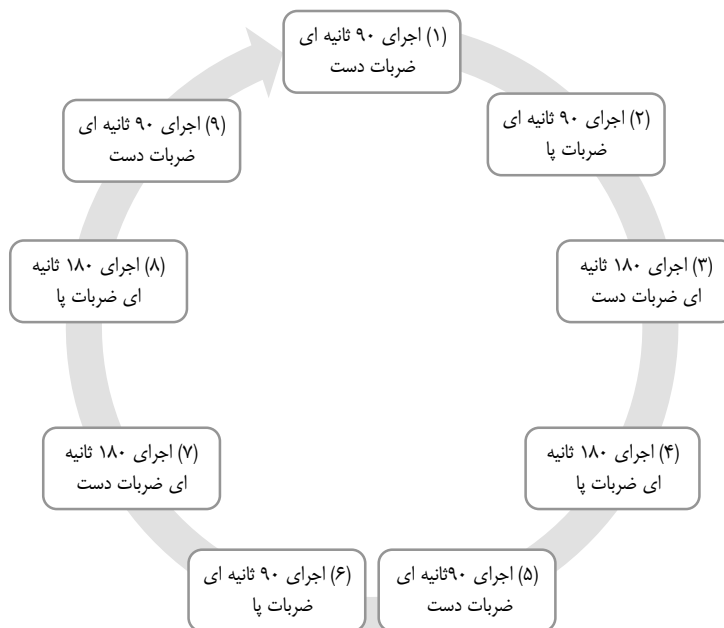 (۱) اجرای ۹۰ ثانیه ای
ضربات دست
(۲) اجرای ۹۰ ثانیه ای
ضربات پا
(۳) اجرای ۱۸۰ ثانیه
ای ضربات دست
(۴) اجرای ۱۸۰ ثانیه
ای ضربات پا
(۵) اجرای ۹۰ثانیه ای
ضربات دست
(۶) اجرای ۹۰ ثانیه ای
ضربات پا
(۷) اجرای ۱۸۰ ثانیه
ای ضربات دست
(۸) اجرای ۱۸۰ ثانیه
ای ضربات پا
(۹) اجرای ۹۰ ثانیه ای
ضربات دست